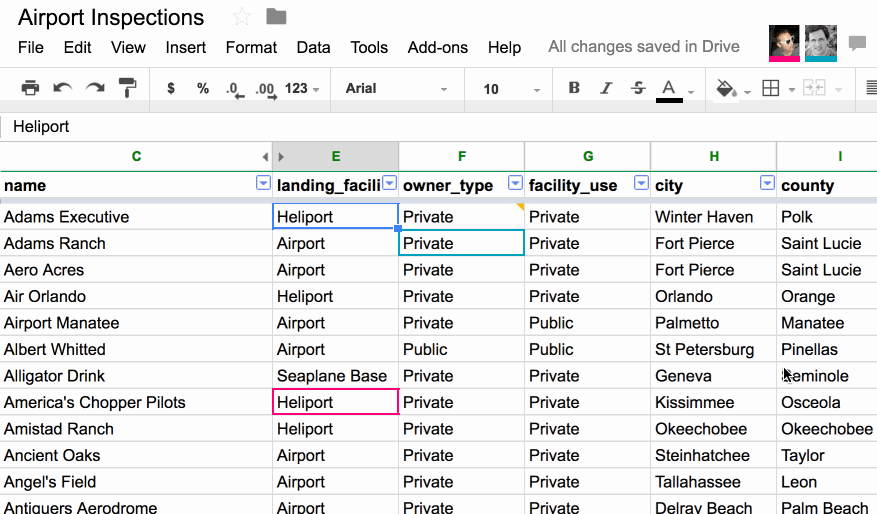 Airport Inspections
File Edit View Insert Format Data Tools Add-ons Help All changes saved in Drive
$ % .0 .00 123 Arial 10 B I S A
Heliport
C E F G H I
name landing_facili owner_type facility_use city county
Adams Executive Heliport Private Private Winter Haven Polk
Adams Ranch Airport Private Private Fort Pierce Saint Lucie
Aero Acres Airport Private Private Fort Pierce Saint Lucie
Air Orlando Heliport Private Private Orlando Orange
Airport Manatee Airport Private Public Palmetto Manatee
Albert Whitted Airport Public Public St Petersburg Pinellas
Alligator Drink Seaplane Base Private Private Geneva Seminole
America's Chopper Pilots Heliport Private Private Kissimmee Osceola
Amistad Ranch Heliport Private Private Okeechobee Okeechobee
Ancient Oaks Airport Private Private Steinhatchee Taylor
Angel's Field Airport Private Private Tallahassee Leon
Antiquers Aerodrome Airport Private Private Delray Beach Palm Beach